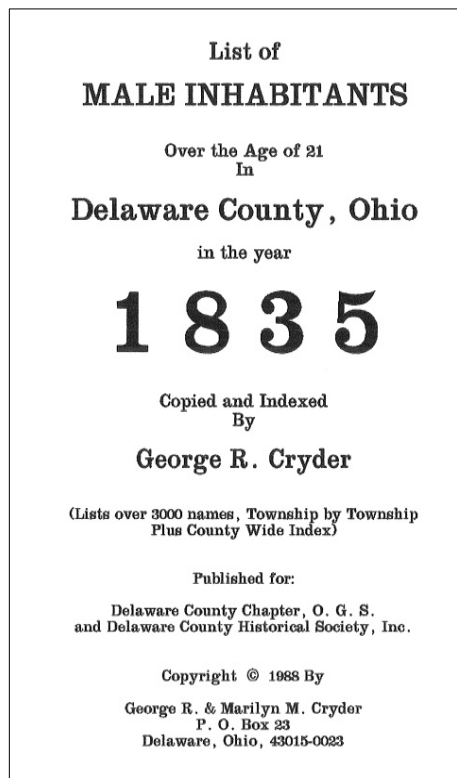 List of
MALE INHABITANTS
Over the Age of 21
In
Delaware County, Ohio
in the year
1835
Copied and Indexed
By
George R. Cryder
(Lists over 3000 names, Township by Township
Plus County Wide Index)
Published for:
Delaware County Chapter, O. G. S.
and Delaware County Historical Society, Inc.
Copyright © 1988 By
George R. & Marilyn M. Cryder
P. O. Box 23
Delaware, Ohio, 43015-0023